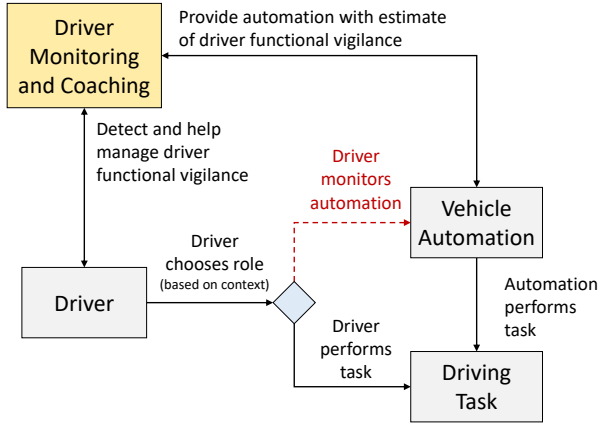 Driver
Monitoring
and Coaching
Provide automation with estimate
of driver functional vigilance
Detect and help
manage driver
functional vigilance
Driver
monitors
automation
Vehicle
Automation
Driver
chooses role
(based on context)
Driver
Driver
performs
task
Automation
performs
task
Driving
Task